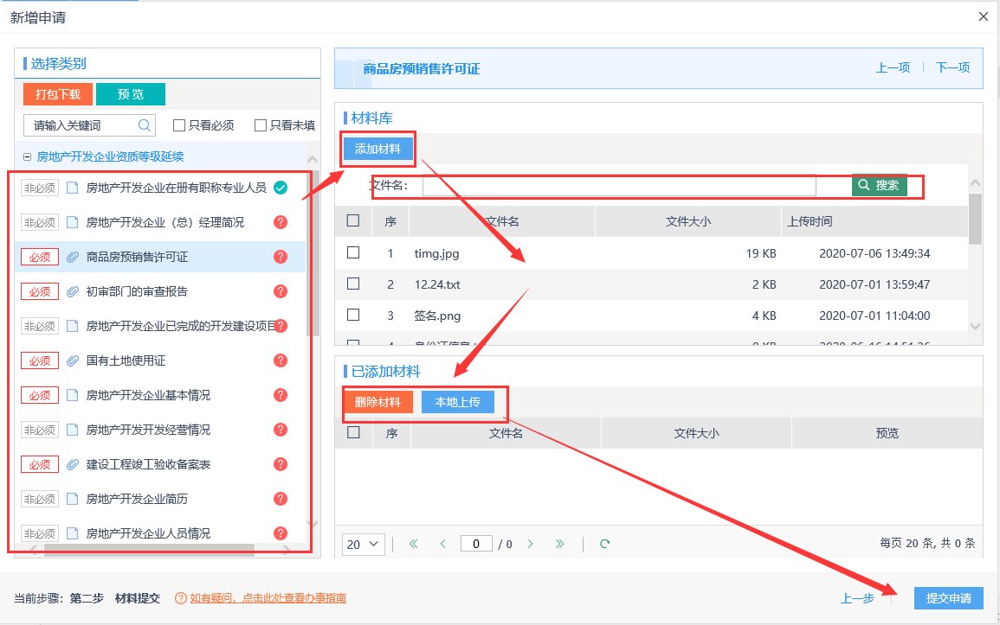 新增申请
选择类别
打包下载 预 览
请输入关键词 只看必须 只看未填
房地产开发企业资质等级延续
非必须 房地产开发企业在册有职称专业人员
非必须 房地产开发企业（总）经理简况
必须 商品房预销售许可证
必须 初审部门的审查报告
非必须 房地产开发企业已完成的开发建设项目
必须 国有土地使用证
必须 房地产开发企业基本情况
非必须 房地产开发开发经营情况
必须 建设工程竣工验收备案表
非必须 房地产开发企业简历
非必须 房地产开发企业人员情况
商品房预销售许可证 上一项 下一项
材料库
添加材料
文件名： 搜索
序 文件名 文件大小 上传时间
1 timg.jpg 19 KB 2020-07-06 13:49:34
2 12.24.txt 2 KB 2020-07-01 13:59:47
3 签名.png 4 KB 2020-07-01 11:04:00
已添加材料
删除材料 本地上传
序 文件名 文件大小 预览
20 0 / 0 每页 20 条, 共 0 条
当前步骤：第二步 材料提交 如有疑问，点击此处查看办事指南 上一步 提交申请